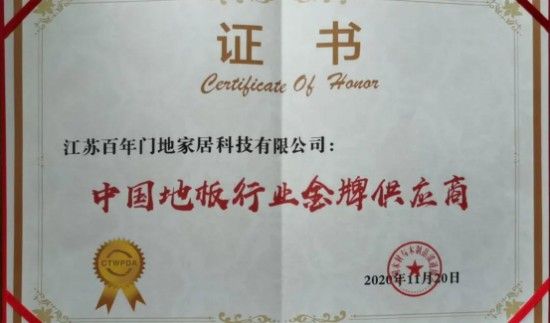 证书
Certificate Of Honor
江苏百年门地家居科技有限公司：
中国地板行业金牌供应商
CTWPDA
2020年11月20日